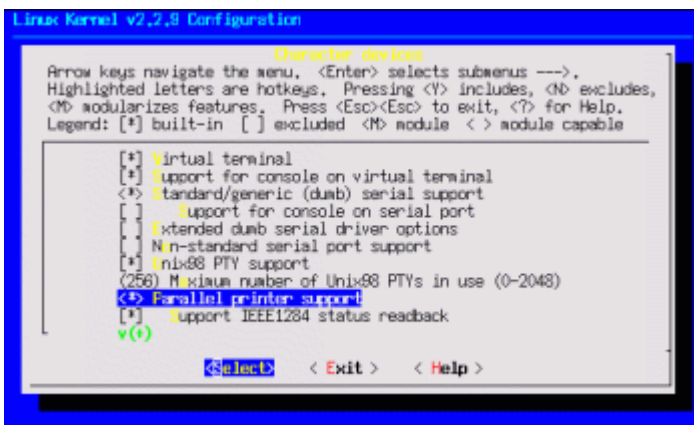 Linux Kernel v2.2.9 Configuration
Character devices
Arrow keys navigate the menu. <Enter> selects submenus --->.
Highlighted letters are hotkeys. Pressing <Y> includes, <N> excludes,
<M> modularizes features. Press <Esc><Esc> to exit, <?> for Help.
Legend: [*] built-in [ ] excluded <M> module < > module capable
[*] Virtual terminal
[*] Support for console on virtual terminal
<*> Standard/generic (dumb) serial support
[ ] Support for console on serial port
[ ] Extended dumb serial driver options
[ ] Non-standard serial port support
[*] Unix98 PTY support
(256) Maximum number of Unix98 PTYs in use (0-2048)
<*> Parallel printer support
[*] Support IEEE1284 status readback
v(+)
<Select> < Exit > < Help >